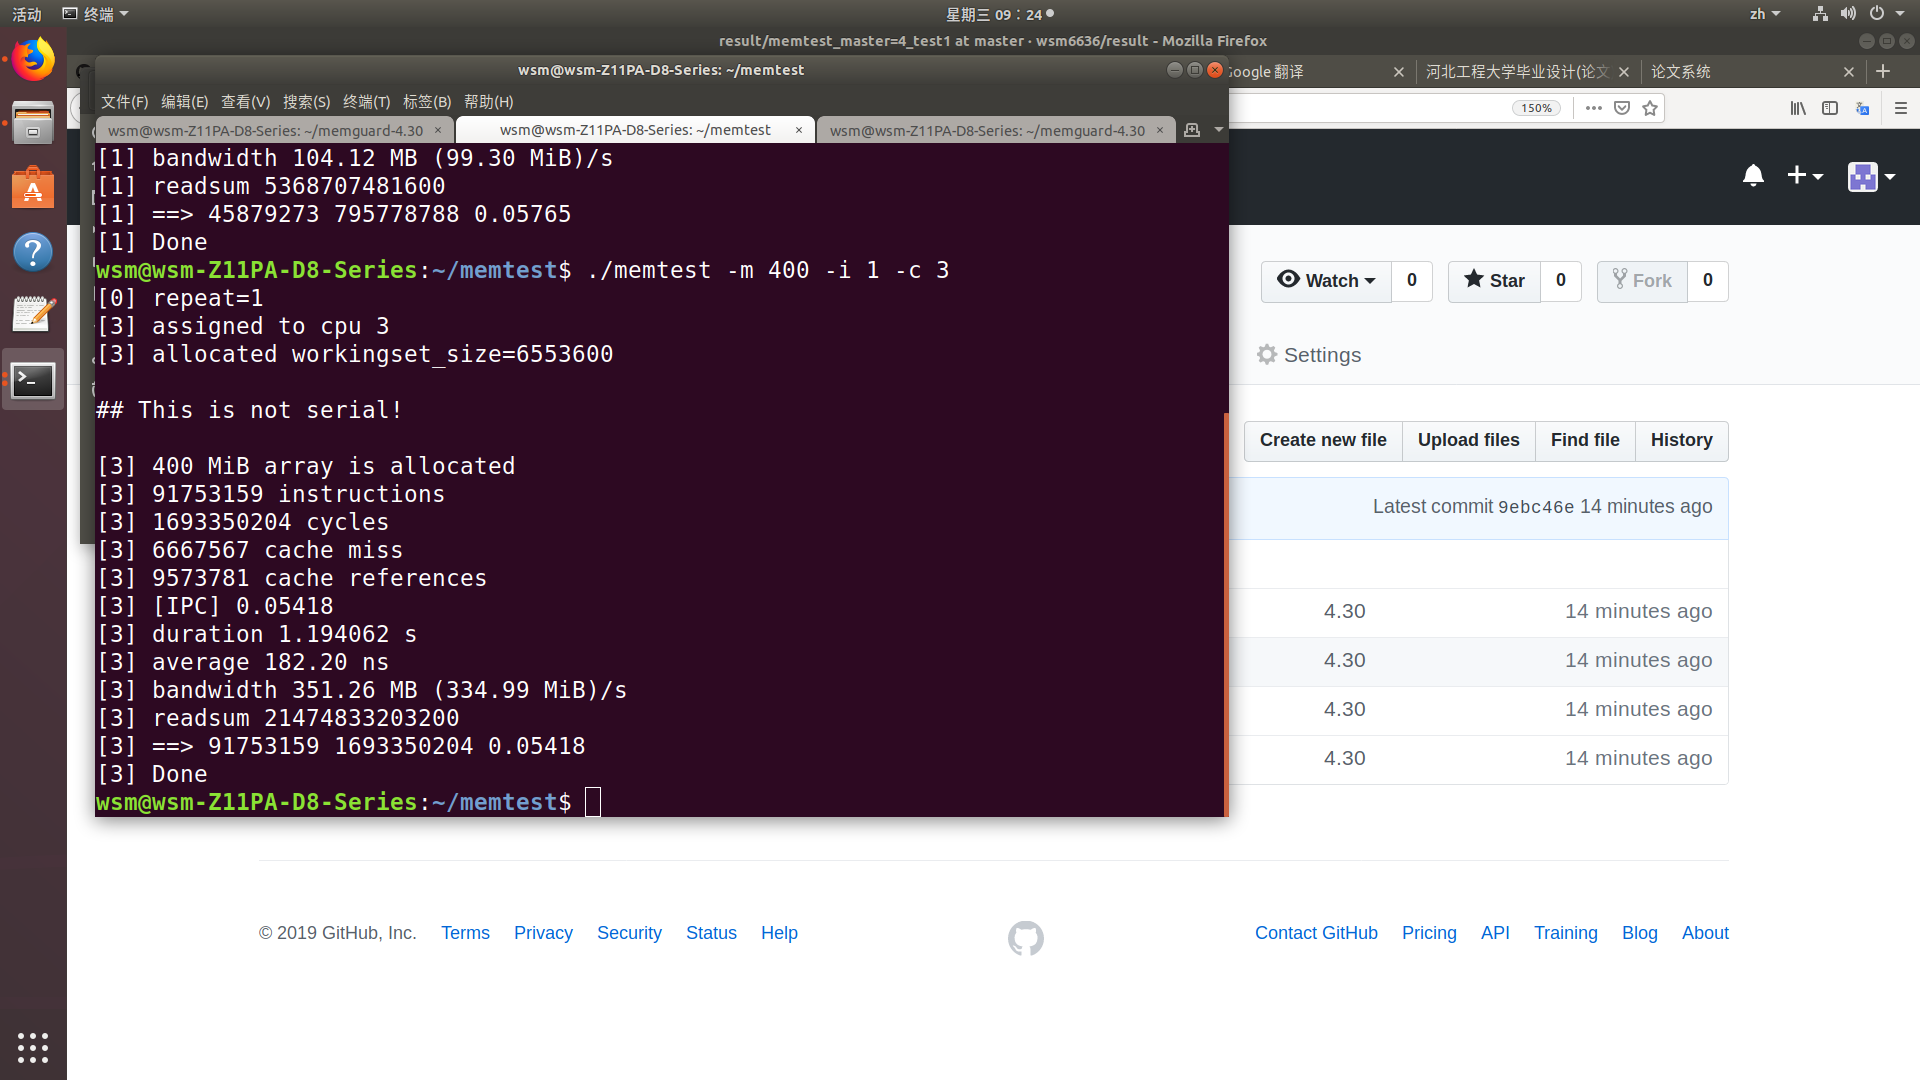 活动 终端 星期三 09：24 zh
result/memtest_master=4_test1 at master · wsm6636/result - Mozilla Firefox
wsm@wsm-Z11PA-D8-Series: ~/memtest
Google 翻译 河北工程大学毕业设计(论文 论文系统
文件(F) 编辑(E) 查看(V) 搜索(S) 终端(T) 标签(B) 帮助(H)
150%
wsm@wsm-Z11PA-D8-Series: ~/memguard-4.30 × wsm@wsm-Z11PA-D8-Series: ~/memtest × wsm@wsm-Z11PA-D8-Series: ~/memguard-4.30 ×
[1] bandwidth 104.12 MB (99.30 MiB)/s
[1] readsum 5368707481600
[1] ==> 45879273 795778788 0.05765
[1] Done
wsm@wsm-Z11PA-D8-Series:~/memtest$ ./memtest -m 400 -i 1 -c 3
[0] repeat=1
[3] assigned to cpu 3
[3] allocated workingset_size=6553600
## This is not serial!
[3] 400 MiB array is allocated
[3] 91753159 instructions
[3] 1693350204 cycles
[3] 6667567 cache miss
[3] 9573781 cache references
[3] [IPC] 0.05418
[3] duration 1.194062 s
[3] average 182.20 ns
[3] bandwidth 351.26 MB (334.99 MiB)/s
[3] readsum 21474833203200
[3] ==> 91753159 1693350204 0.05418
[3] Done
wsm@wsm-Z11PA-D8-Series:~/memtest$
Watch 0 Star 0 Fork 0
Settings
Create new file Upload files Find file History
Latest commit 9ebc46e 14 minutes ago
4.30 14 minutes ago
4.30 14 minutes ago
4.30 14 minutes ago
4.30 14 minutes ago
© 2019 GitHub, Inc. Terms Privacy Security Status Help Contact GitHub Pricing API Training Blog About